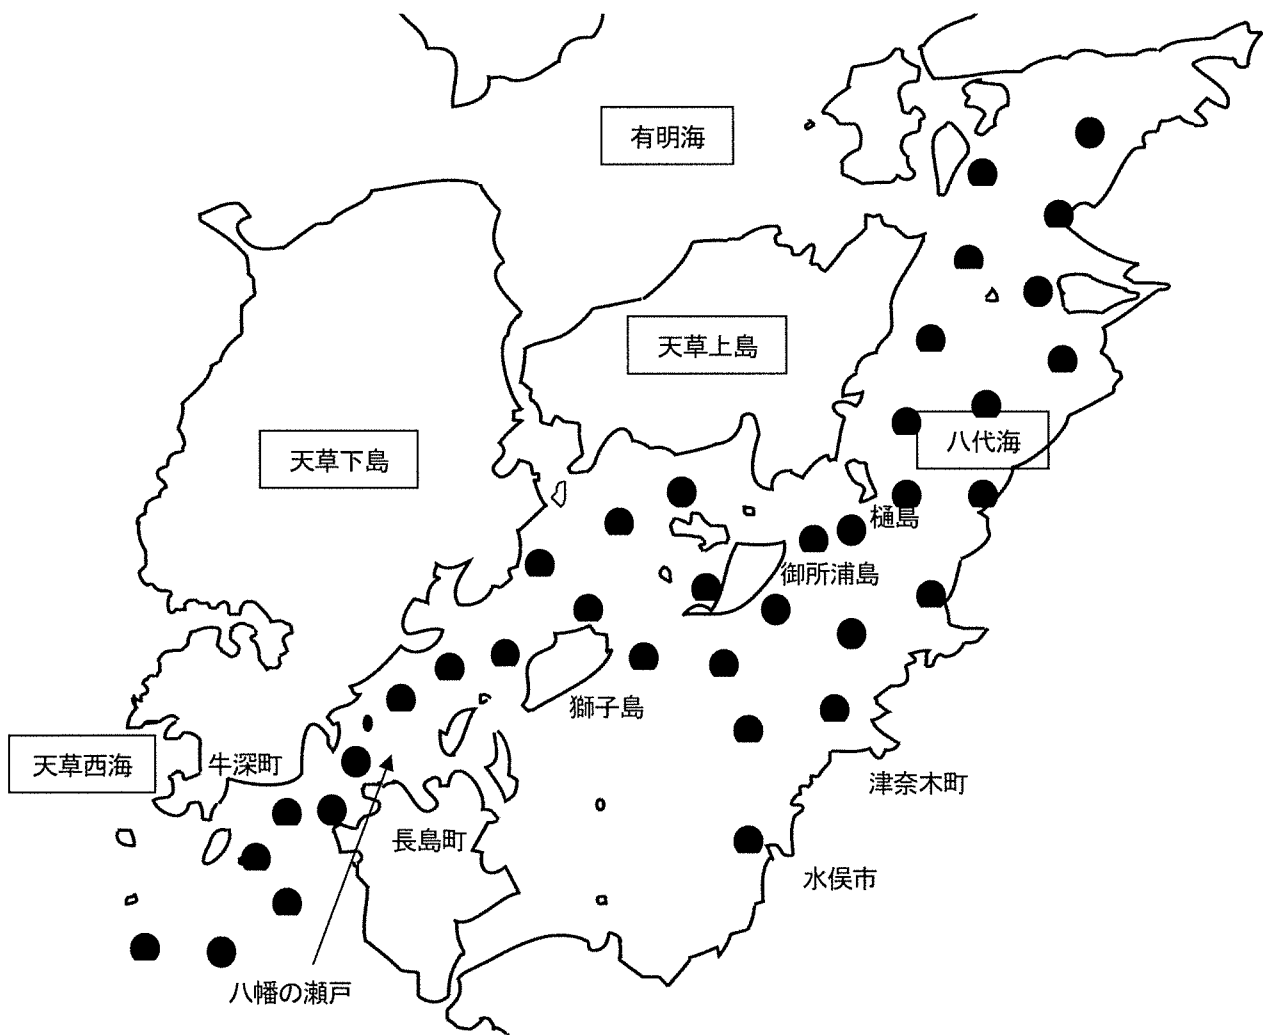 有明海
天草上島
天草下島
八代海
樋島
御所浦島
獅子島
天草西海
牛深町
津奈木町
長島町
水俣市
八幡の瀬戸